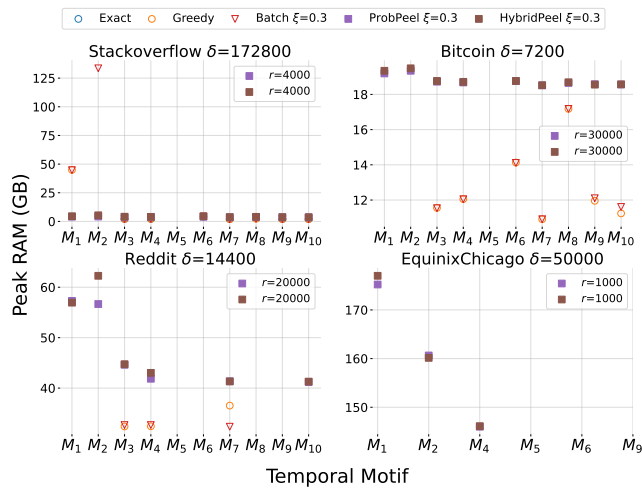 Exact Greedy Batch ξ=0.3 ProbPeel ξ=0.3 HybridPeel ξ=0.3
Stackoverflow δ=172800
Bitcoin δ=7200
125
100
75
50
25
0
r=4000
r=4000
M₁ M₂ M₃ M₄ M₅ M₆ M₇ M₈ M₉ M₁₀
18
16
14
12
r=30000
r=30000
M₁ M₂ M₃ M₄ M₅ M₆ M₇ M₈ M₉ M₁₀
Peak RAM (GB)
Reddit δ=14400
EquinixChicago δ=50000
60
50
40
r=20000
r=20000
M₁ M₂ M₃ M₄ M₅ M₆ M₇ M₈ M₉ M₁₀
170
160
150
r=1000
r=1000
M₁ M₂ M₄ M₅ M₆ M₉
Temporal Motif